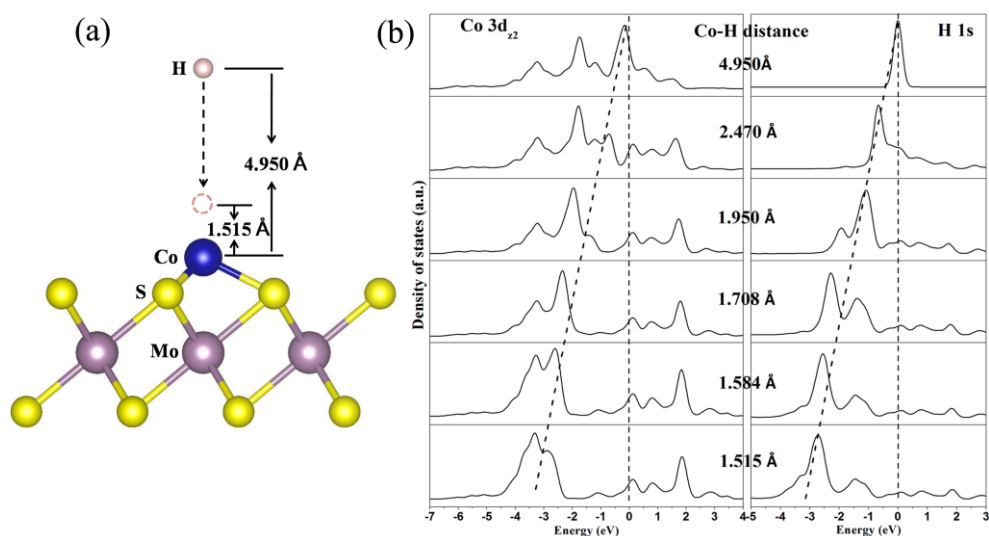 (a)
H
4.950 Å
1.515 Å
Co
S
Mo
(b)
Co 3d_z2
Co-H distance
H 1s
4.950Å
2.470 Å
1.950 Å
1.708 Å
1.584 Å
1.515 Å
Density of states (a.u.)
-7 -6 -5 -4 -3 -2 -1 0 1 2 3 4
-5 -4 -3 -2 -1 0 1 2 3
Energy (eV)
Energy (eV)